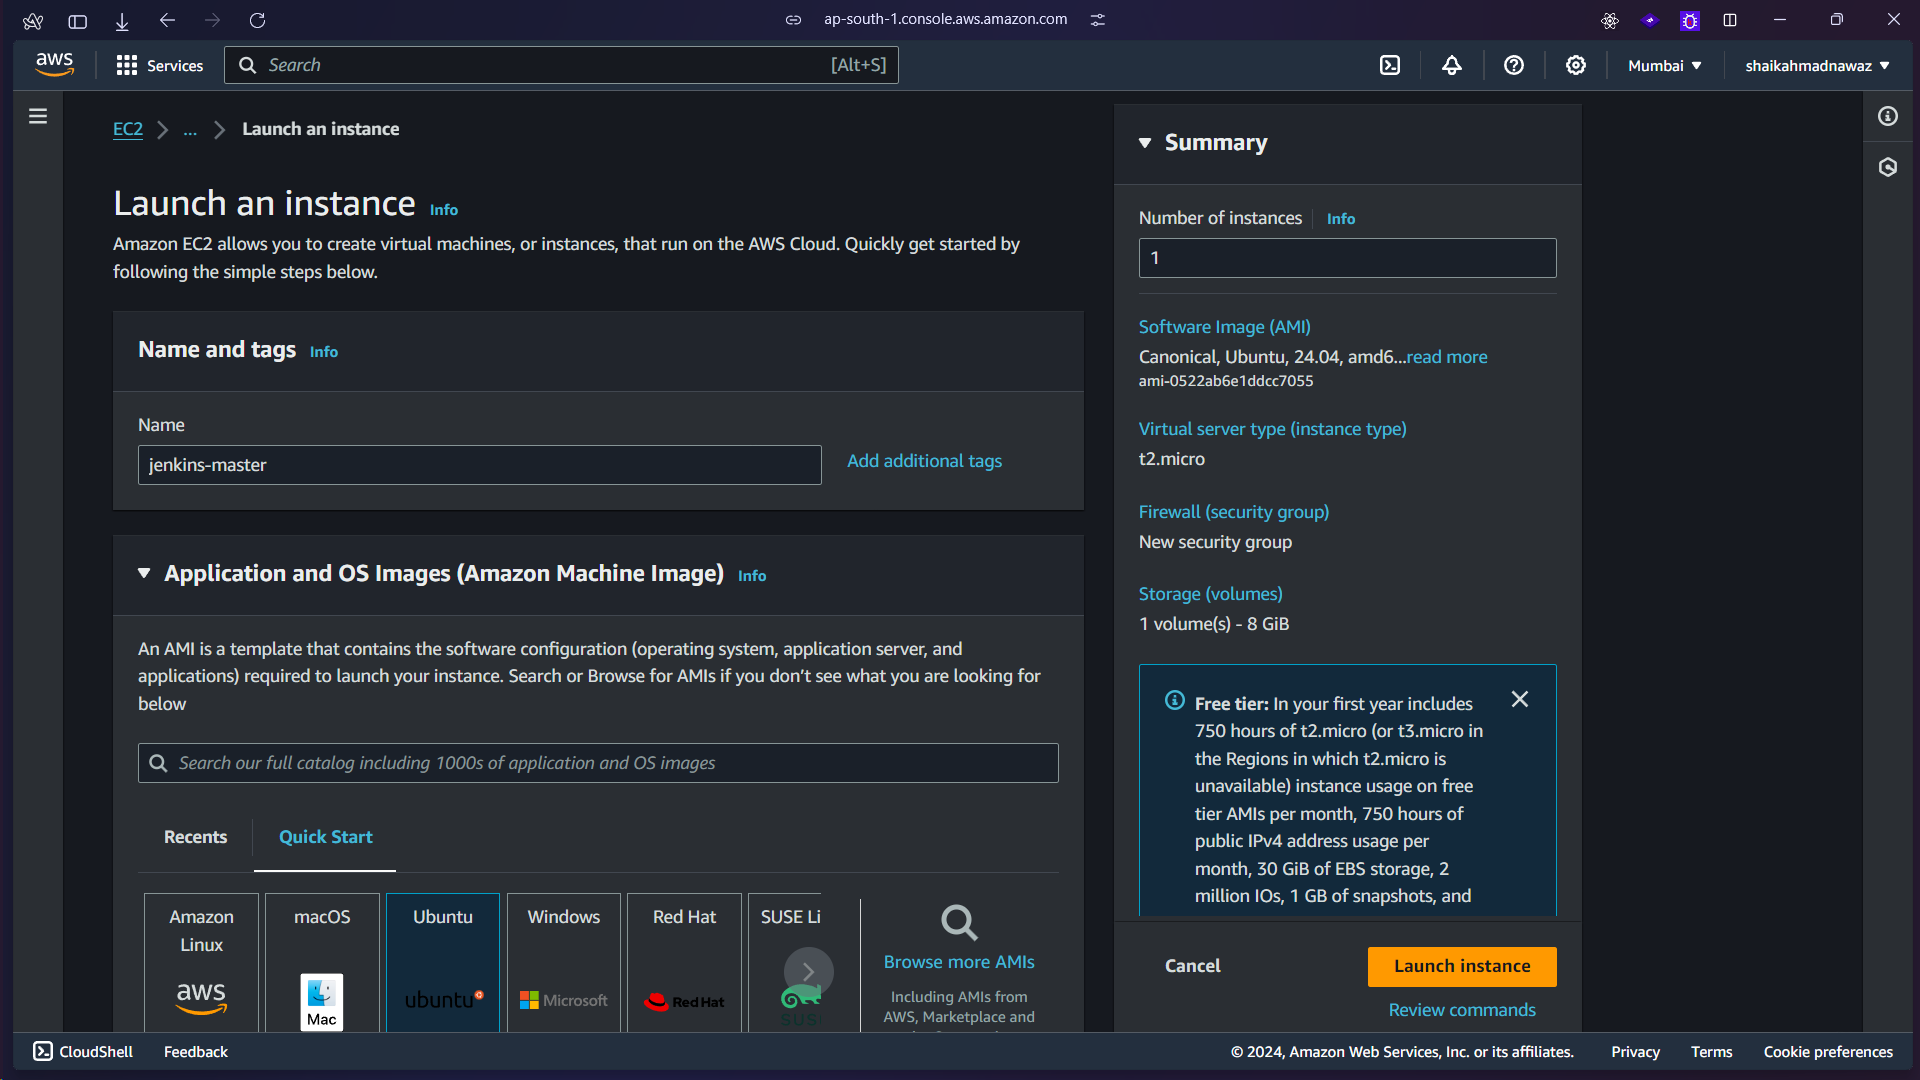 ap-south-1.console.aws.amazon.com
aws
Services
Search
[Alt+S]
Mumbai
shaikahmadnawaz
EC2
...
Launch an instance
Launch an instance
Info
Amazon EC2 allows you to create virtual machines, or instances, that run on the AWS Cloud. Quickly get started by
following the simple steps below.
Name and tags
Info
Name
jenkins-master
Add additional tags
Application and OS Images (Amazon Machine Image)
Info
An AMI is a template that contains the software configuration (operating system, application server, and
applications) required to launch your instance. Search or Browse for AMIs if you don't see what you are looking for
below
Search our full catalog including 1000s of application and OS images
Recents
Quick Start
Amazon
Linux
aws
macOS
Mac
Ubuntu
ubuntu
Windows
Microsoft
Red Hat
Red Hat
SUSE Li
Browse more AMIs
Including AMIs from
AWS, Marketplace and
Summary
Number of instances
Info
1
Software Image (AMI)
Canonical, Ubuntu, 24.04, amd6...read more
ami-0522ab6e1ddcc7055
Virtual server type (instance type)
t2.micro
Firewall (security group)
New security group
Storage (volumes)
1 volume(s) - 8 GiB
Free tier: In your first year includes
750 hours of t2.micro (or t3.micro in
the Regions in which t2.micro is
unavailable) instance usage on free
tier AMIs per month, 750 hours of
public IPv4 address usage per
month, 30 GiB of EBS storage, 2
million IOs, 1 GB of snapshots, and
Cancel
Launch instance
Review commands
CloudShell
Feedback
© 2024, Amazon Web Services, Inc. or its affiliates.
Privacy
Terms
Cookie preferences